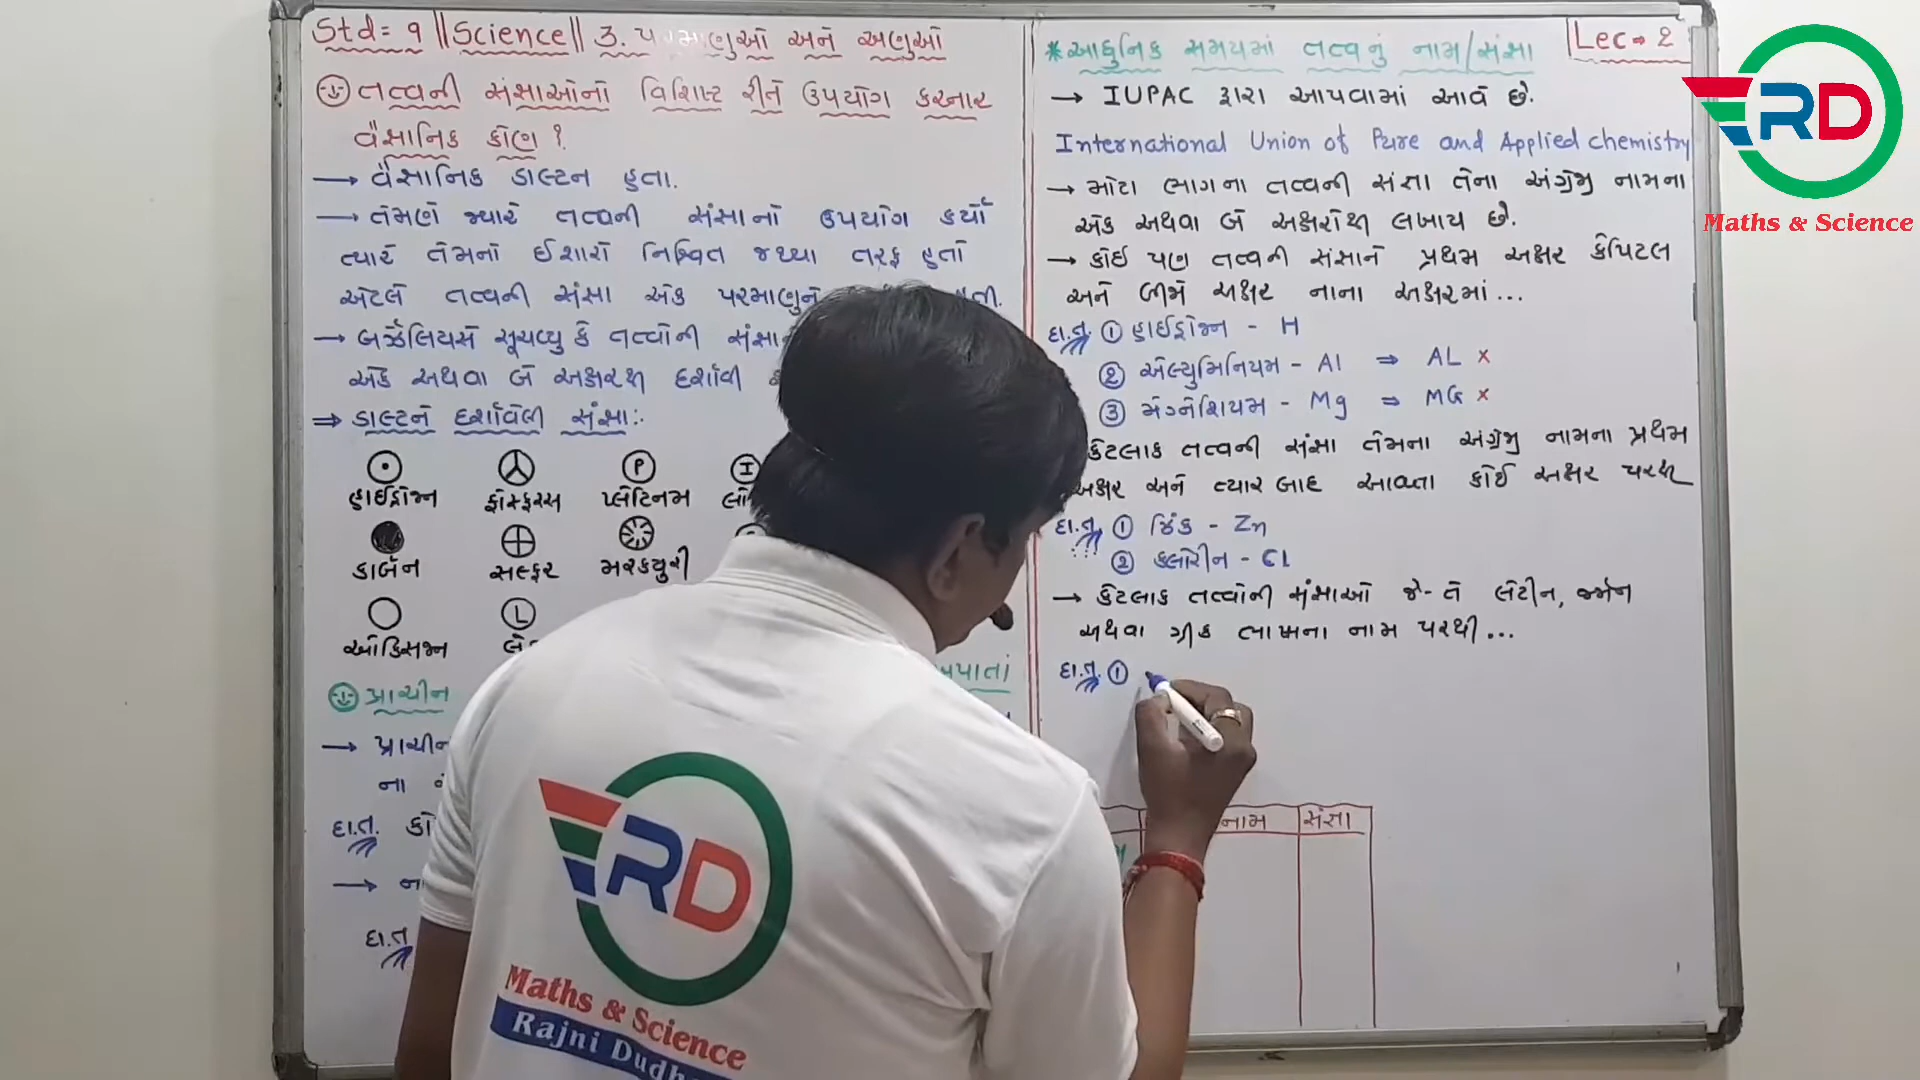 Std = ૧ || Science || 3. પરમાણુઓ અને અણુઓ
તત્વની સંજ્ઞાઓનો વિશિષ્ટ રીતે ઉપયોગ કરનાર
વૈજ્ઞાનિક કોણ ?
→ વૈજ્ઞાનિક ડાલ્ટન હતા.
→ તેમણે જ્યારે તત્વની સંજ્ઞાનો ઉપયોગ કર્યો
ત્યારે તેમનો ઈશારો નિશ્ચિત જથ્થા તરફ હતો
એટલે તત્વની સંજ્ઞા એક પરમાણુને
→ બર્ઝેલિયસે સૂચવ્યુ કે તત્વોની
એક અથવા બે અક્ષરથી દર્શાવી
⇒ ડાલ્ટને દર્શાવેલી સંજ્ઞા:-
P I
હાઈડ્રોજન ફોસ્ફરસ પ્લેટિનમ
કાર્બન સલ્ફર મરક્યુરી
L
ઓક્સિજન
પ્રાચીન
→
ના
દા.ત.
→
દા.ત
Lec → 2
*આધુનિક સમયમાં તત્વનું નામ/સંજ્ઞા
→ IUPAC દ્વારા આપવામાં આવે છે.
International Union of Pure and Applied chemistry
→ મોટા ભાગના તત્વની સંજ્ઞા તેના અંગ્રેજી નામના
એક અથવા બે અક્ષરોથી લખાય છે.
→ કોઈ પણ તત્વની સંજ્ઞાને પ્રથમ અક્ષર કેપિટલ
અને બીજો અક્ષર નાના અક્ષરમાં...
દા.ત. ① હાઈડ્રોજન - H
② એલ્યુમિનિયમ - Al ⇒ AL ×
③ મેગ્નેશિયમ - Mg ⇒ MG ×
કેટલાક તત્વની સંજ્ઞા તેમના અંગ્રેજી નામના પ્રથમ
અક્ષર અને ત્યાર બાદ આવતા કોઈ અક્ષર પરથી
દા.ત. ① ઝિંક - Zn
② ક્લોરીન - Cl
→ કેટલાક તત્વોની સંજ્ઞાઓ જે-તે લેટીન, જર્મન
અથવા ગ્રીક ભાષાના નામ પરથી...
દા.ત. ①
નામ સંજ્ઞા
RD
Maths & Science
RD
Maths & Science
Rajni